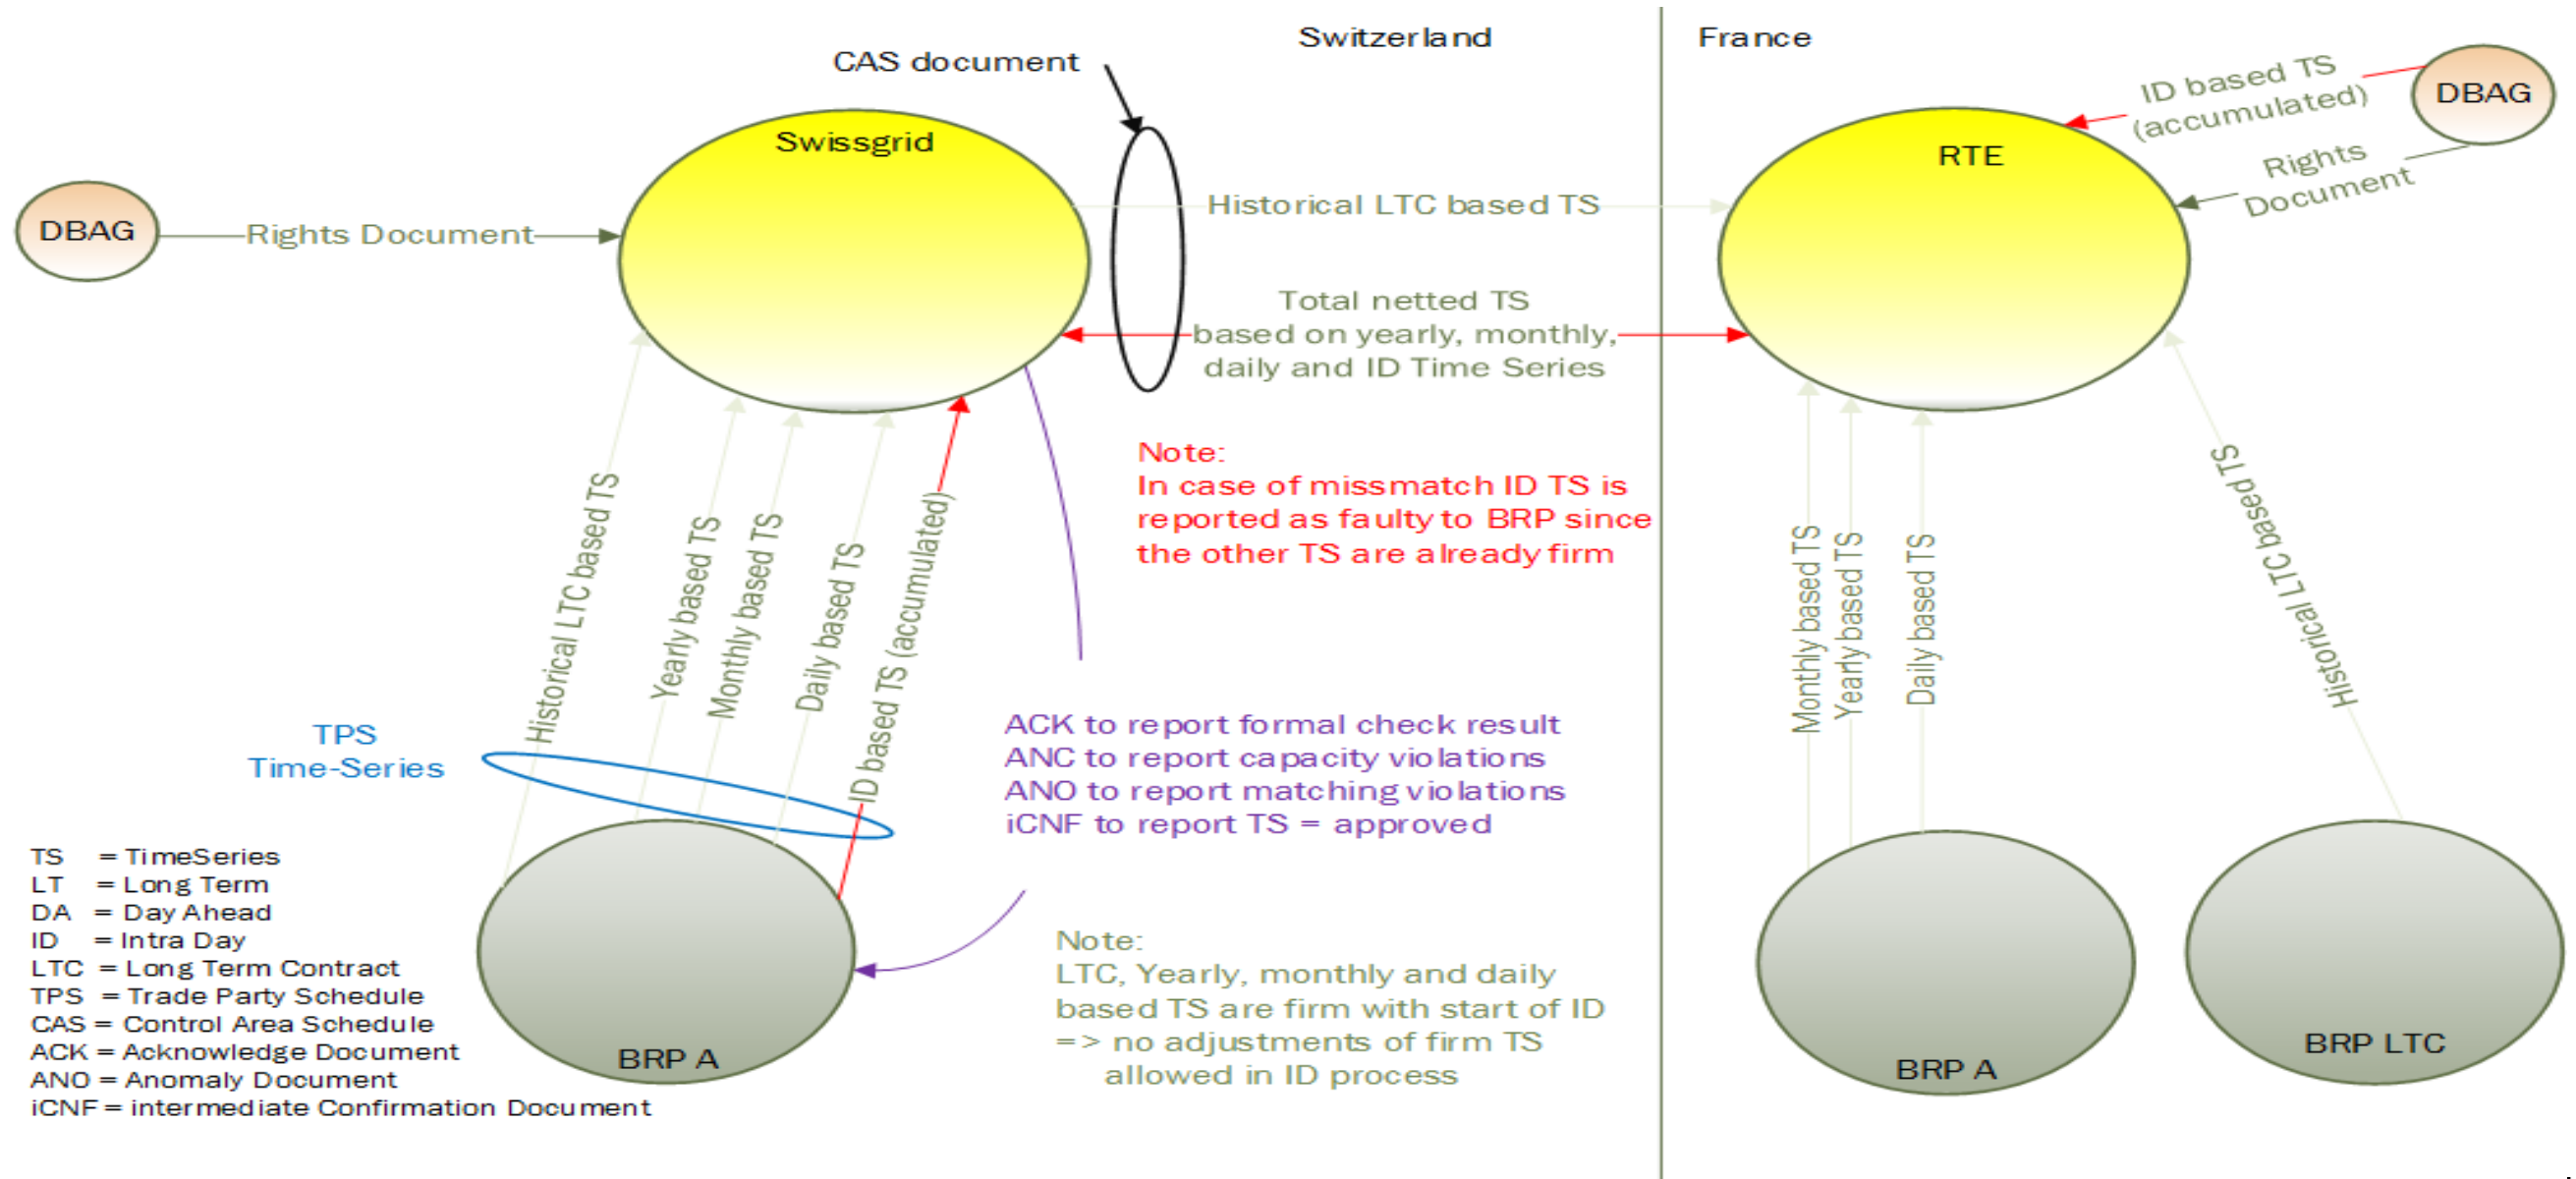 Switzerland
France
CAS document
Swissgrid
DBAG
Rights Document
Historical LTC based TS
Total netted TS
based on yearly, monthly,
daily and ID Time Series
RTE
ID based TS
(accumulated)
DBAG
Rights
Document
Note:
In case of missmatch ID TS is
reported as faulty to BRP since
the other TS are already firm
Historical LTC based TS
Yearly based TS
Monthly based TS
Daily based TS
ID based TS (accumulated)
Monthly based TS
Yearly based TS
Daily based TS
Historical LTC based TS
TPS
Time-Series
ACK to report formal check result
ANC to report capacity violations
ANO to report matching violations
iCNF to report TS = approved
TS = TimeSeries
LT = Long Term
DA = Day Ahead
ID = Intra Day
LTC = Long Term Contract
TPS = Trade Party Schedule
CAS = Control Area Schedule
ACK = Acknowledge Document
ANO = Anomaly Document
iCNF = intermediate Confirmation Document
BRP A
Note:
LTC, Yearly, monthly and daily
based TS are firm with start of ID
=> no adjustments of firm TS
allowed in ID process
BRP A
BRP LTC